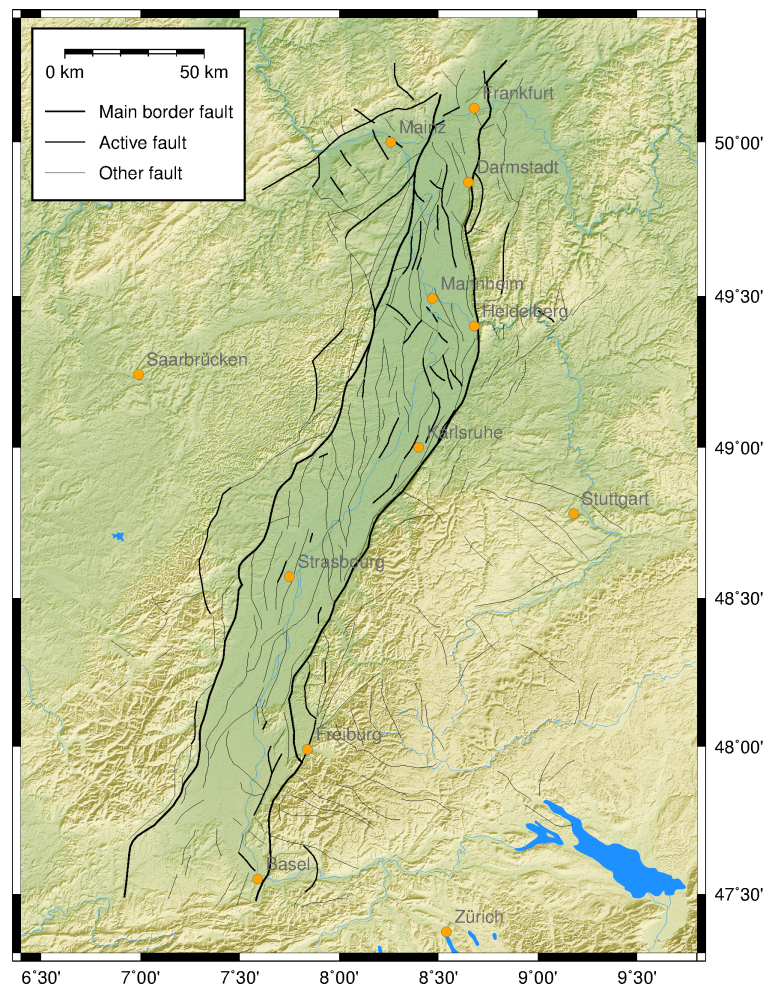 0 km 50 km
Main border fault
Active fault
Other fault
Frankfurt
Mainz
Darmstadt
Mannheim
Heidelberg
Saarbrücken
Karlsruhe
Stuttgart
Strasbourg
Freiburg
Basel
Zürich
50˚00'
49˚30'
49˚00'
48˚30'
48˚00'
47˚30'
6˚30' 7˚00' 7˚30' 8˚00' 8˚30' 9˚00' 9˚30'